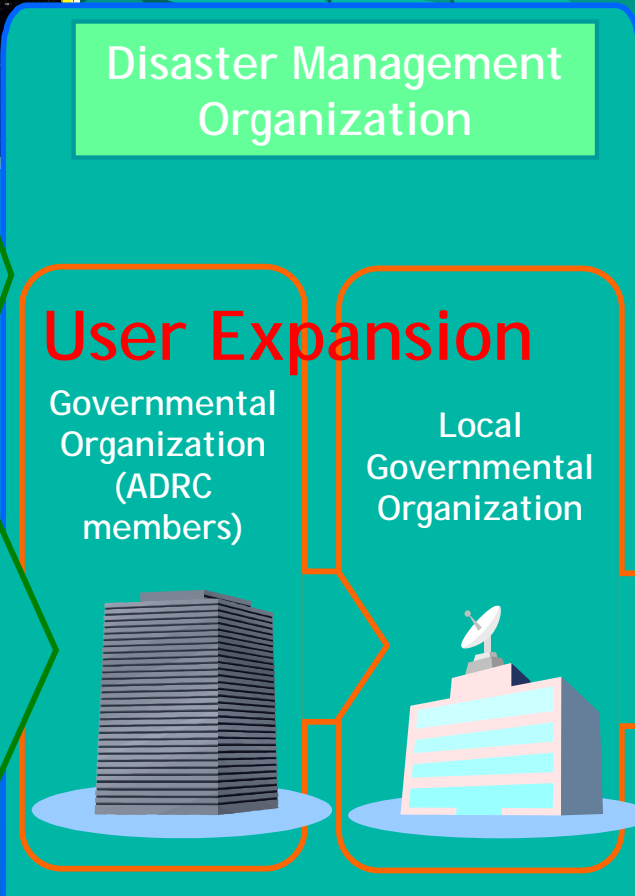 Disaster Management
Organization
User Expansion
Governmental
Organization
(ADRC
members)
Local
Governmental
Organization